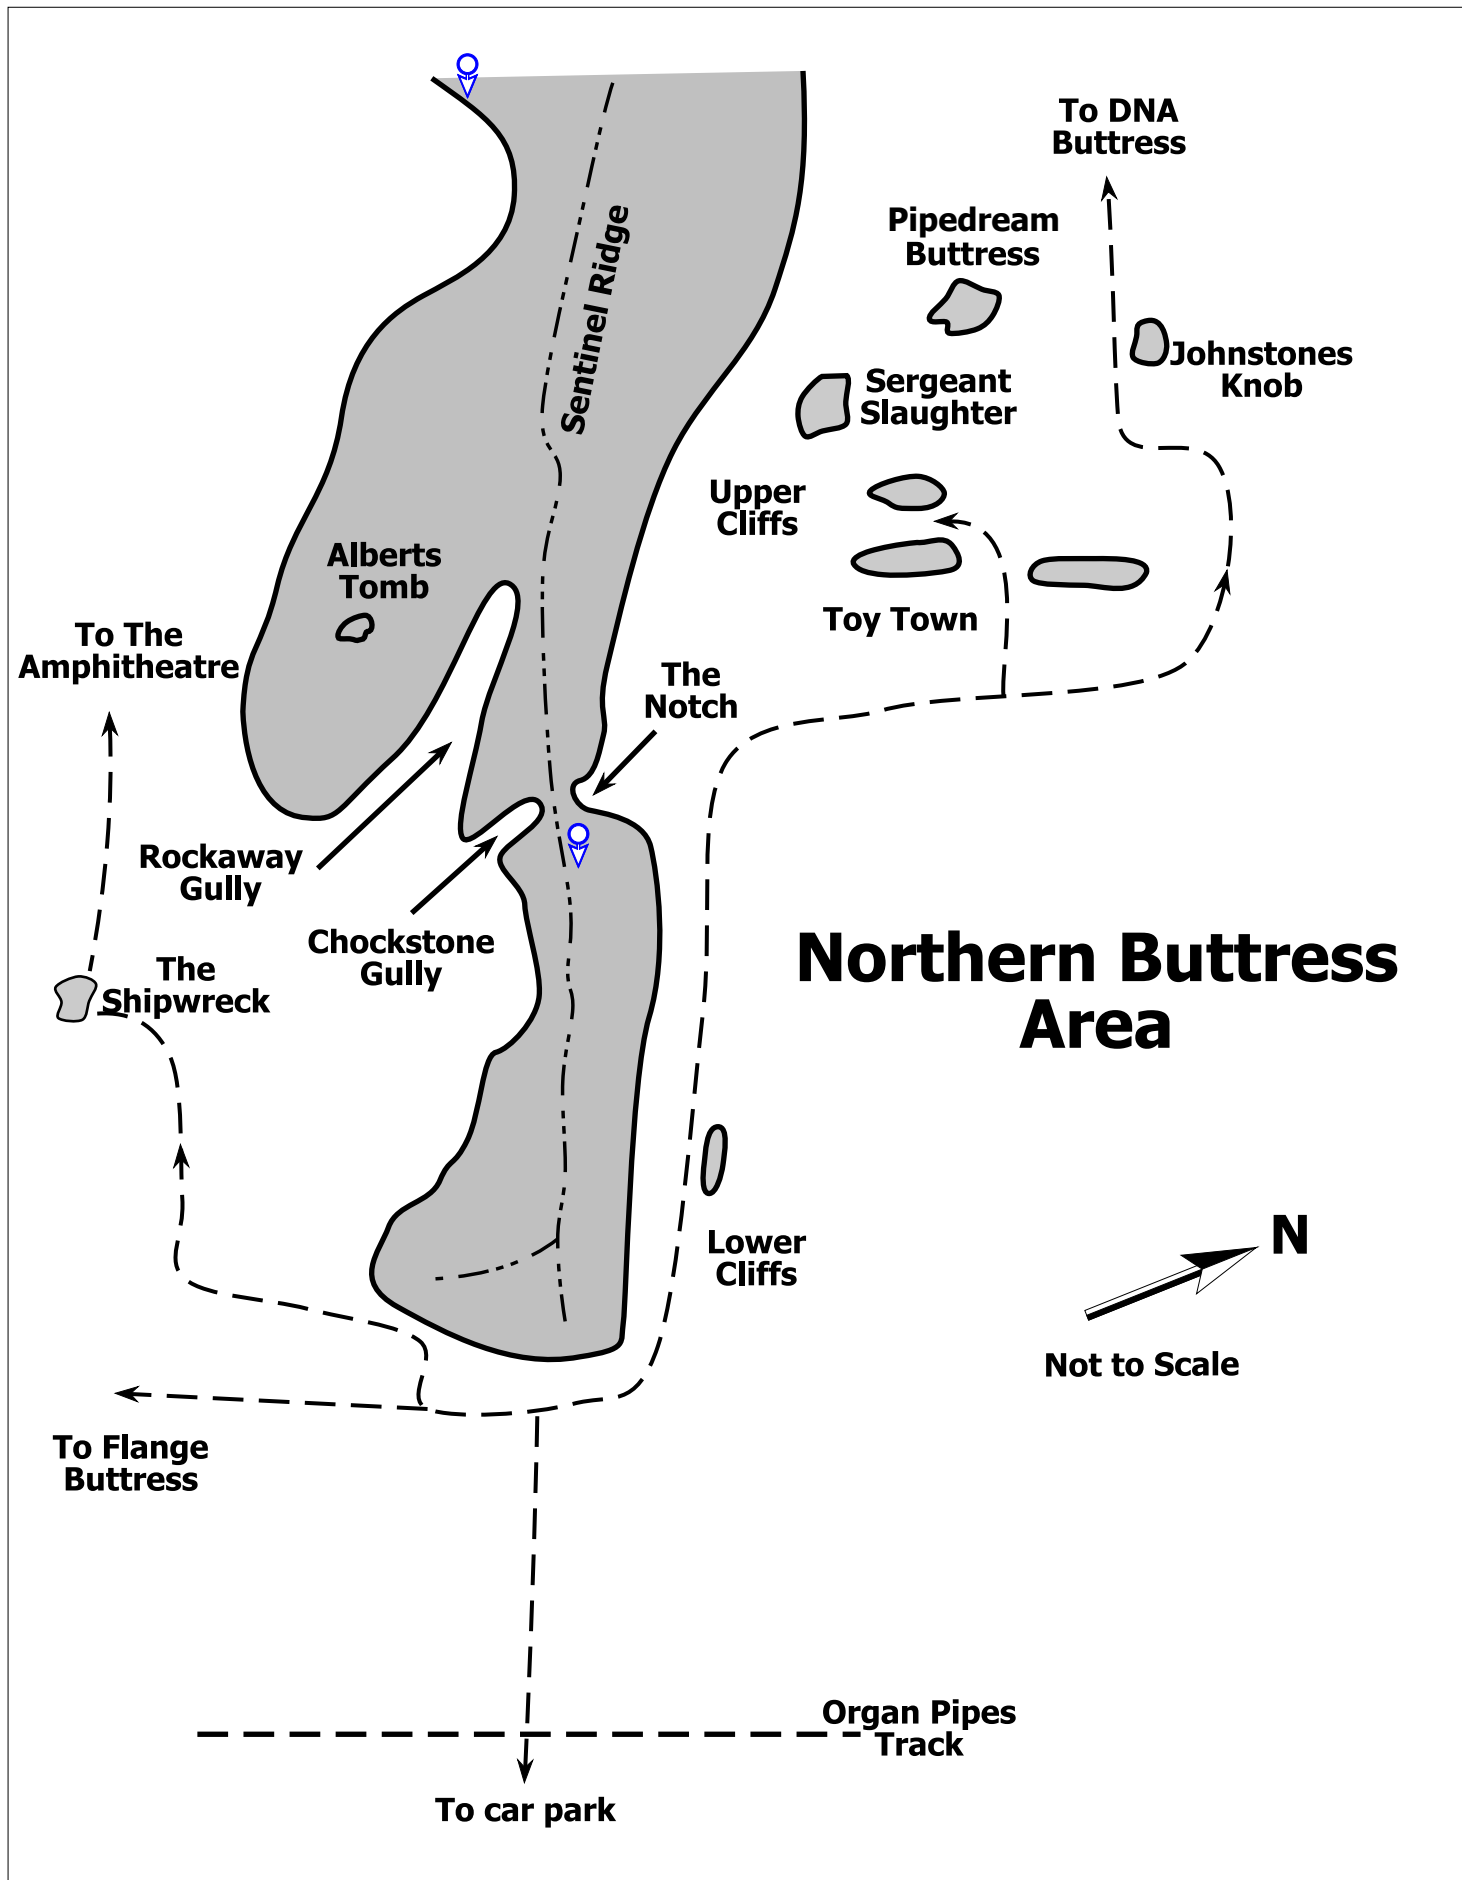 To DNA
Buttress
Pipedream
Buttress
Sentinel Ridge
Johnstones
Knob
Sergeant
Slaughter
Upper
Cliffs
Alberts
Tomb
Toy Town
To The
Amphitheatre
The
Notch
Rockaway
Gully
Chockstone
Gully
Northern Buttress
Area
The
Shipwreck
N
Lower
Cliffs
Not to Scale
To Flange
Buttress
Organ Pipes
Track
To car park